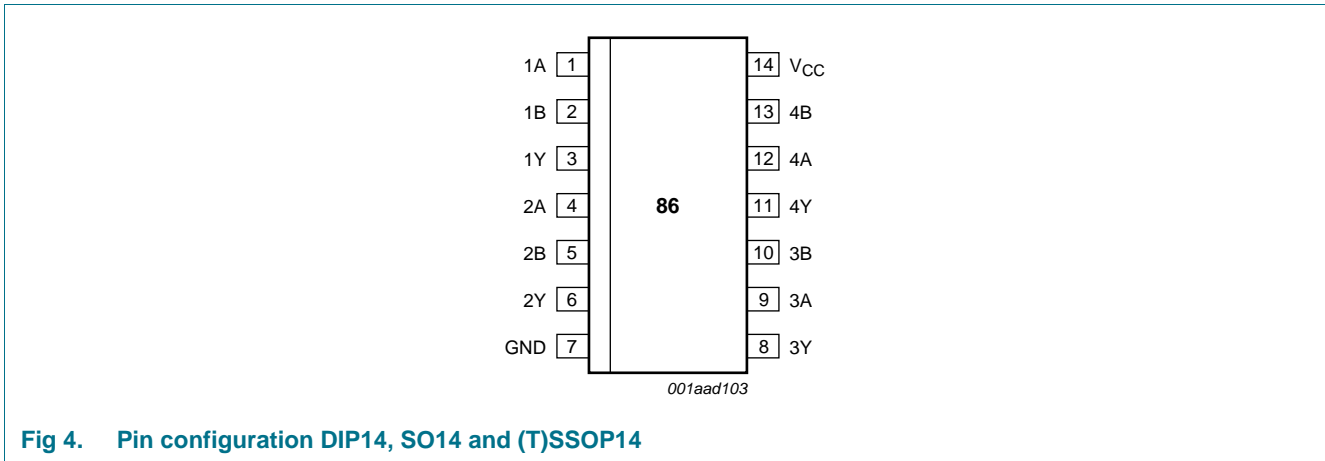 1A 1 14 VCC
1B 2 13 4B
1Y 3 12 4A
2A 4 86 11 4Y
2B 5 10 3B
2Y 6 9 3A
GND 7 8 3Y
001aad103
Fig 4. Pin configuration DIP14, SO14 and (T)SSOP14